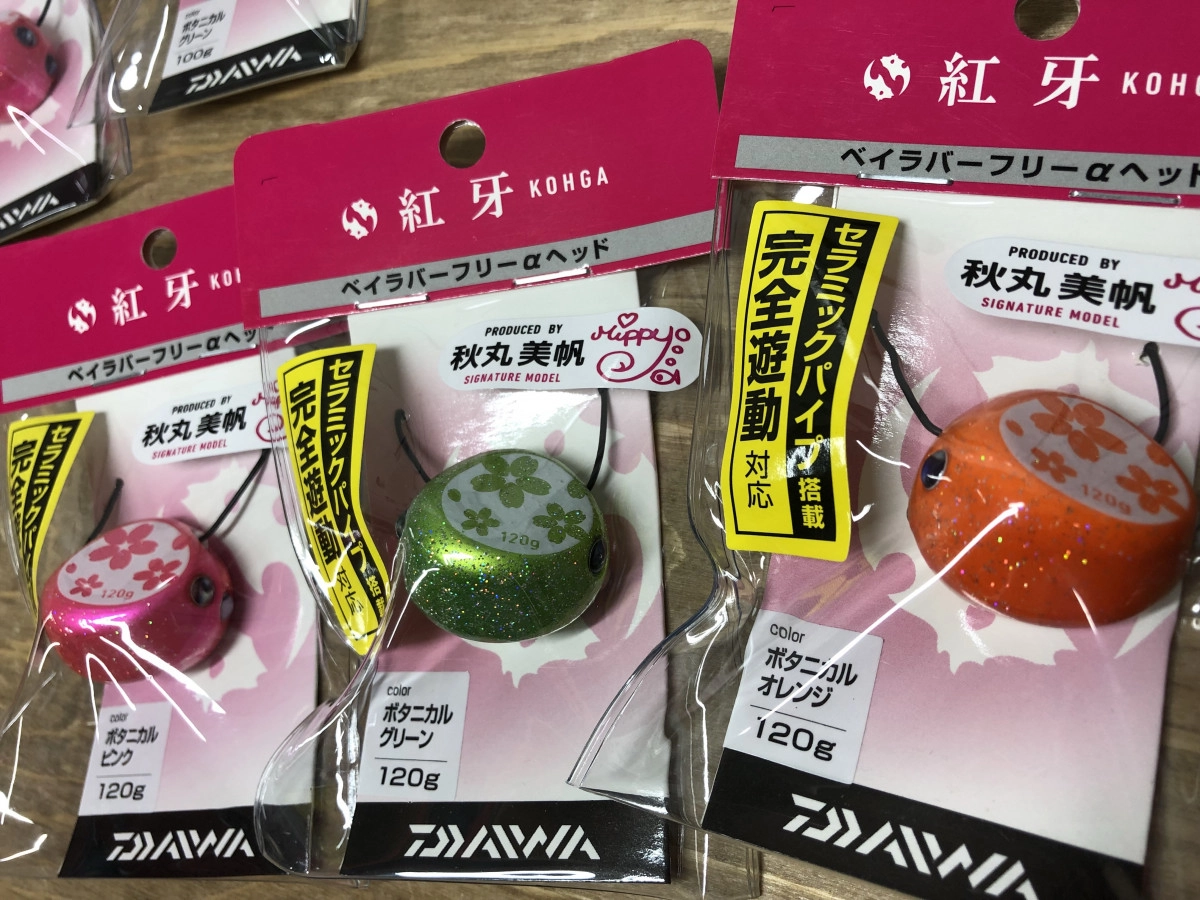 color
ボタニカル
グリーン
100g
DAIWA
紅牙 KOHGA
ベイラバーフリーαヘッド
セラミックパイプ搭載
完全遊動対応
PRODUCED BY
秋丸美帆
SIGNATURE MODEL
120g
color
ボタニカル
ピンク
120g
DAIWA
紅牙 KOHGA
ベイラバーフリーαヘッド
セラミックパイプ搭載
完全遊動対応
PRODUCED BY
秋丸美帆
SIGNATURE MODEL
Mippy
120g
color
ボタニカル
グリーン
120g
DAIWA
紅牙 KOHGA
ベイラバーフリーαヘッド
セラミックパイプ搭載
完全遊動対応
PRODUCED BY
秋丸美帆
SIGNATURE MODEL
120g
color
ボタニカル
オレンジ
120g
DAIWA